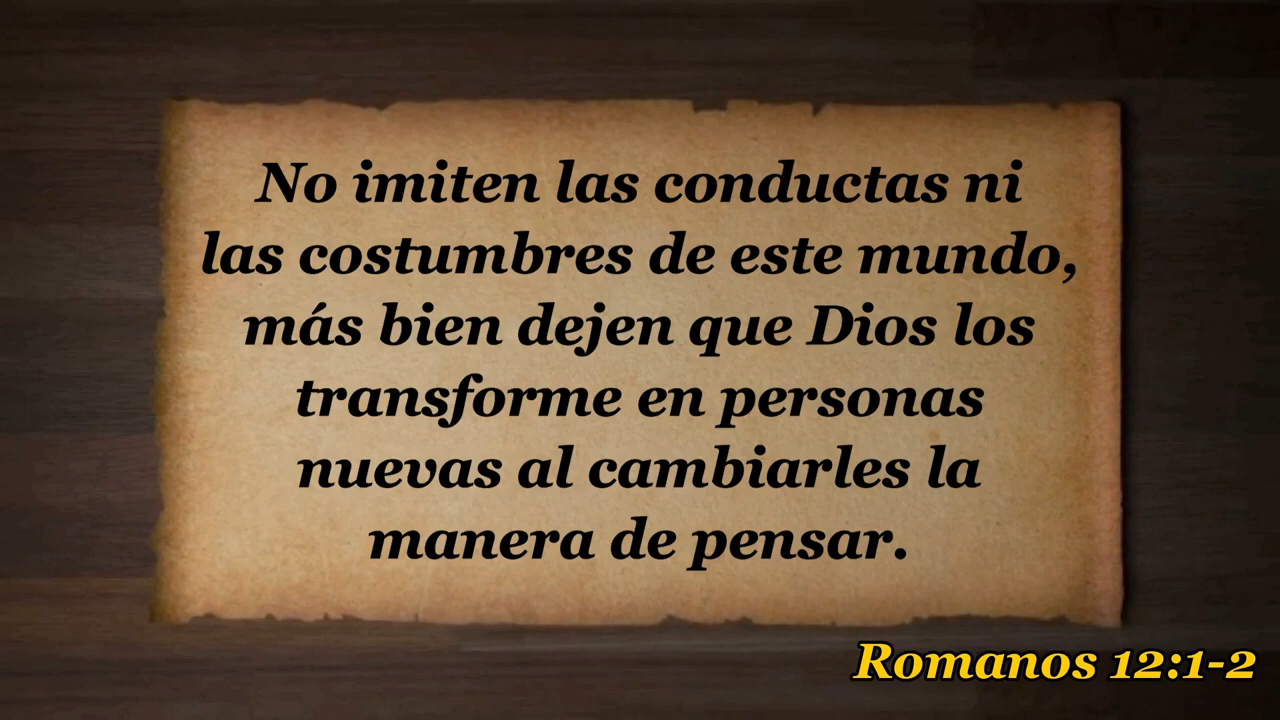 No imiten las conductas ni
las costumbres de este mundo,
más bien dejen que Dios los
transforme en personas
nuevas al cambiarles la
manera de pensar.
Romanos 12:1-2